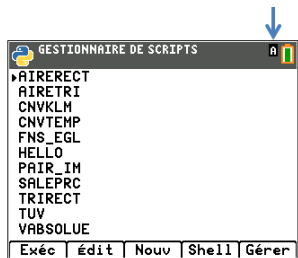 GESTIONNAIRE DE SCRIPTS A
AIRERECT
AIRETRI
CNVKLM
CNVTEMP
FNS_EGL
HELLO
PAIR_IM
SALEPRC
TRIRECT
TUV
VABSOLUE
Exéc édit Nouv Shell Gérer